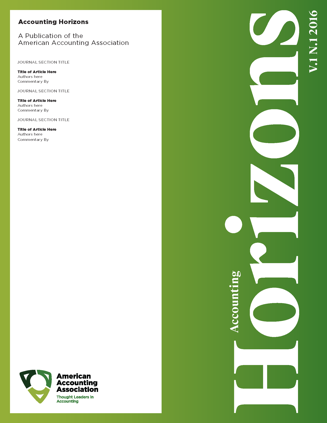 Accounting Horizons
A Publication of the
American Accounting Association
JOURNAL SECTION TITLE
Title of Article Here
Authors here
Commentary By
JOURNAL SECTION TITLE
Title of Article Here
Authors here
Commentary By
JOURNAL SECTION TITLE
Title of Article Here
Authors here
Commentary By
American
Accounting
Association
Thought Leaders in
Accounting
Accounting
Horizons
V.1 N.1 2016